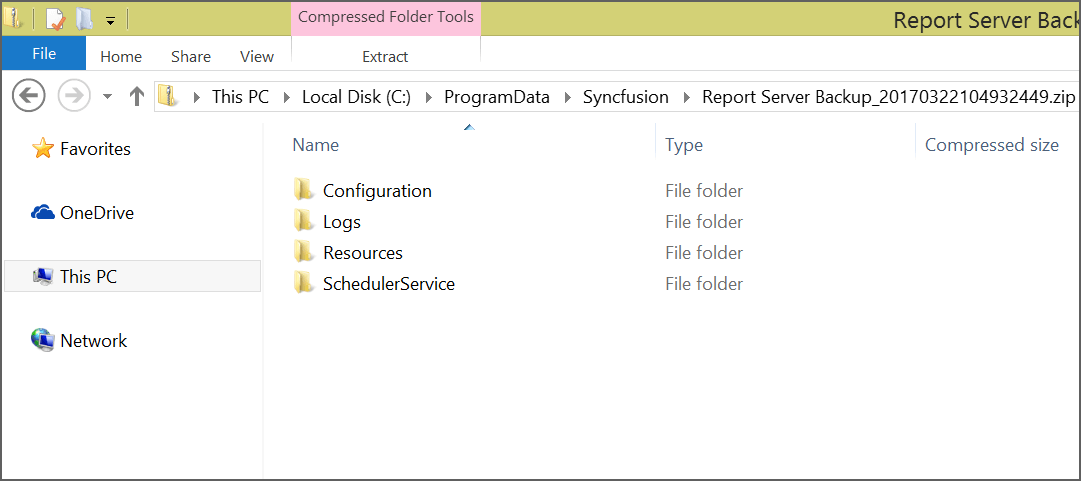 Compressed Folder Tools
Report Server Back
File Home Share View Extract
This PC Local Disk (C:) ProgramData Syncfusion Report Server Backup_20170322104932449.zip
Favorites
OneDrive
This PC
Network
Name Type Compressed size
Configuration File folder
Logs File folder
Resources File folder
SchedulerService File folder